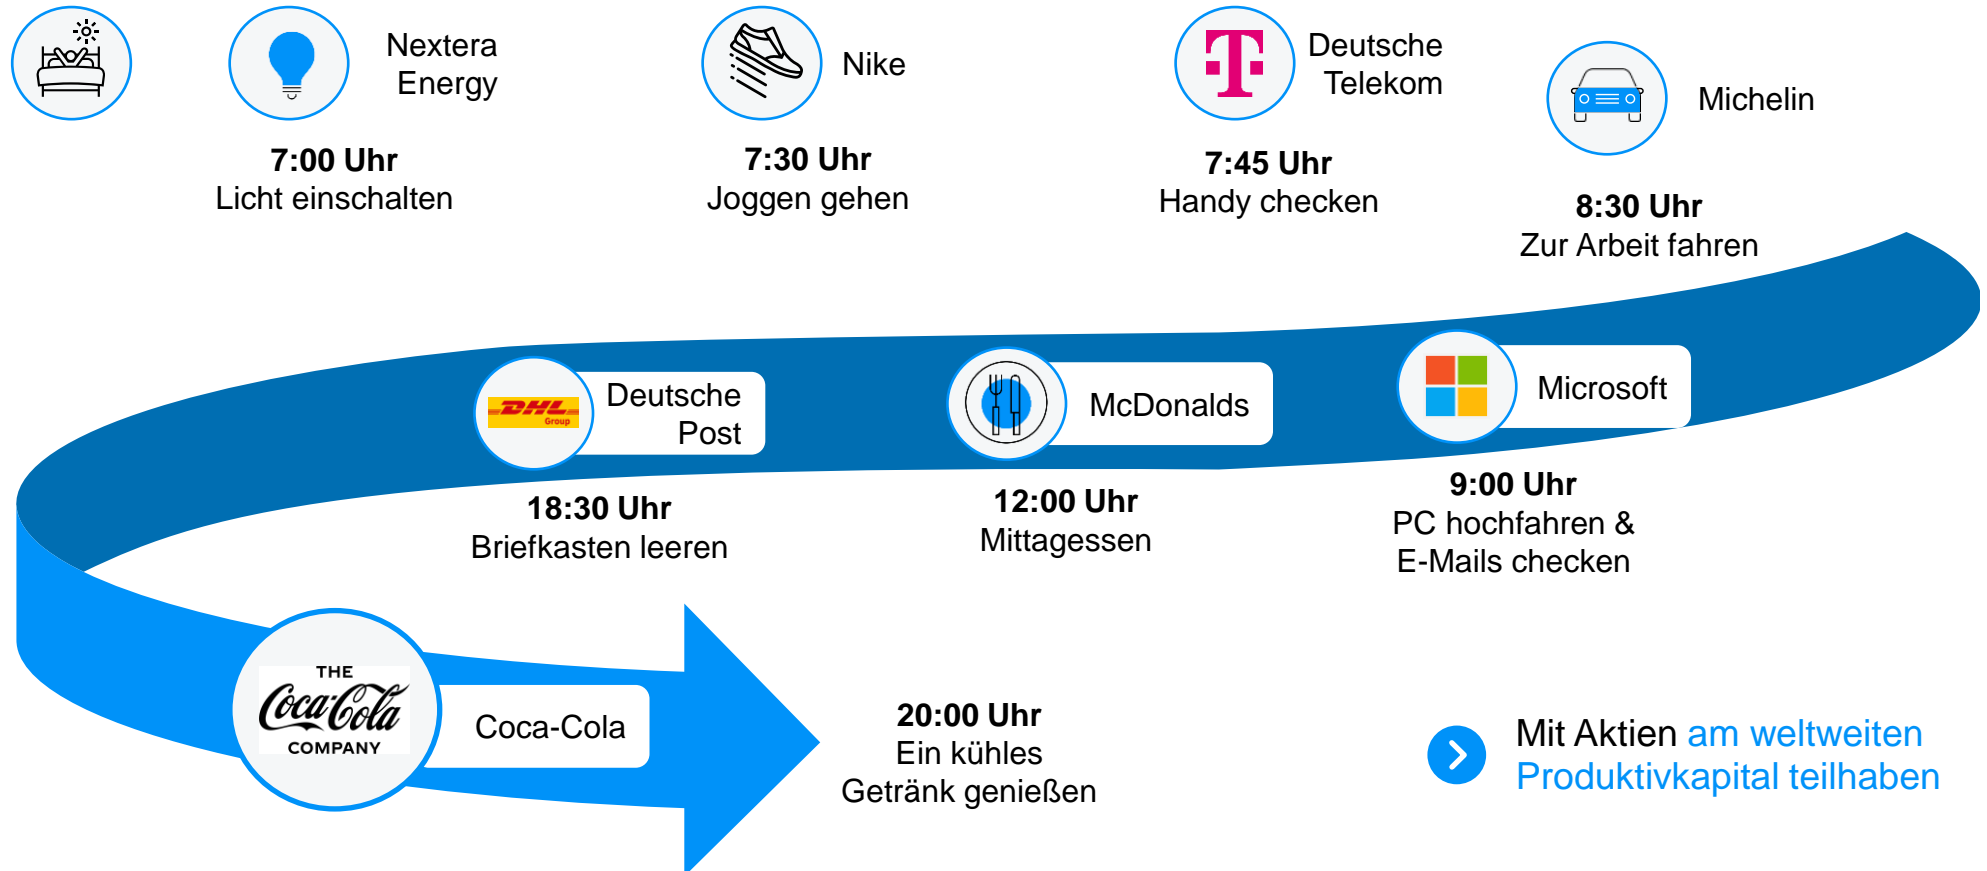 Nextera
Energy
7:00 Uhr
Licht einschalten
Nike
7:30 Uhr
Joggen gehen
T
Deutsche
Telekom
7:45 Uhr
Handy checken
Michelin
8:30 Uhr
Zur Arbeit fahren
Microsoft
9:00 Uhr
PC hochfahren &
E-Mails checken
McDonalds
12:00 Uhr
Mittagessen
DHL
Group
Deutsche
Post
18:30 Uhr
Briefkasten leeren
THE
Coca-Cola
COMPANY
Coca-Cola
20:00 Uhr
Ein kühles
Getränk genießen
Mit Aktien am weltweiten
Produktivkapital teilhaben